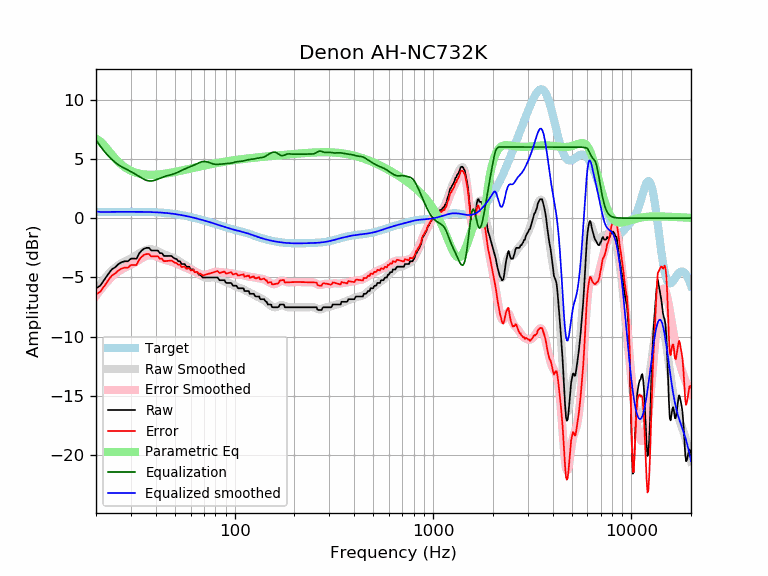 Denon AH-NC732K
Amplitude (dBr)
10
5
0
−5
−10
−15
−20
Target
Raw Smoothed
Error Smoothed
Raw
Error
Parametric Eq
Equalization
Equalized smoothed
100 1000 10000
Frequency (Hz)